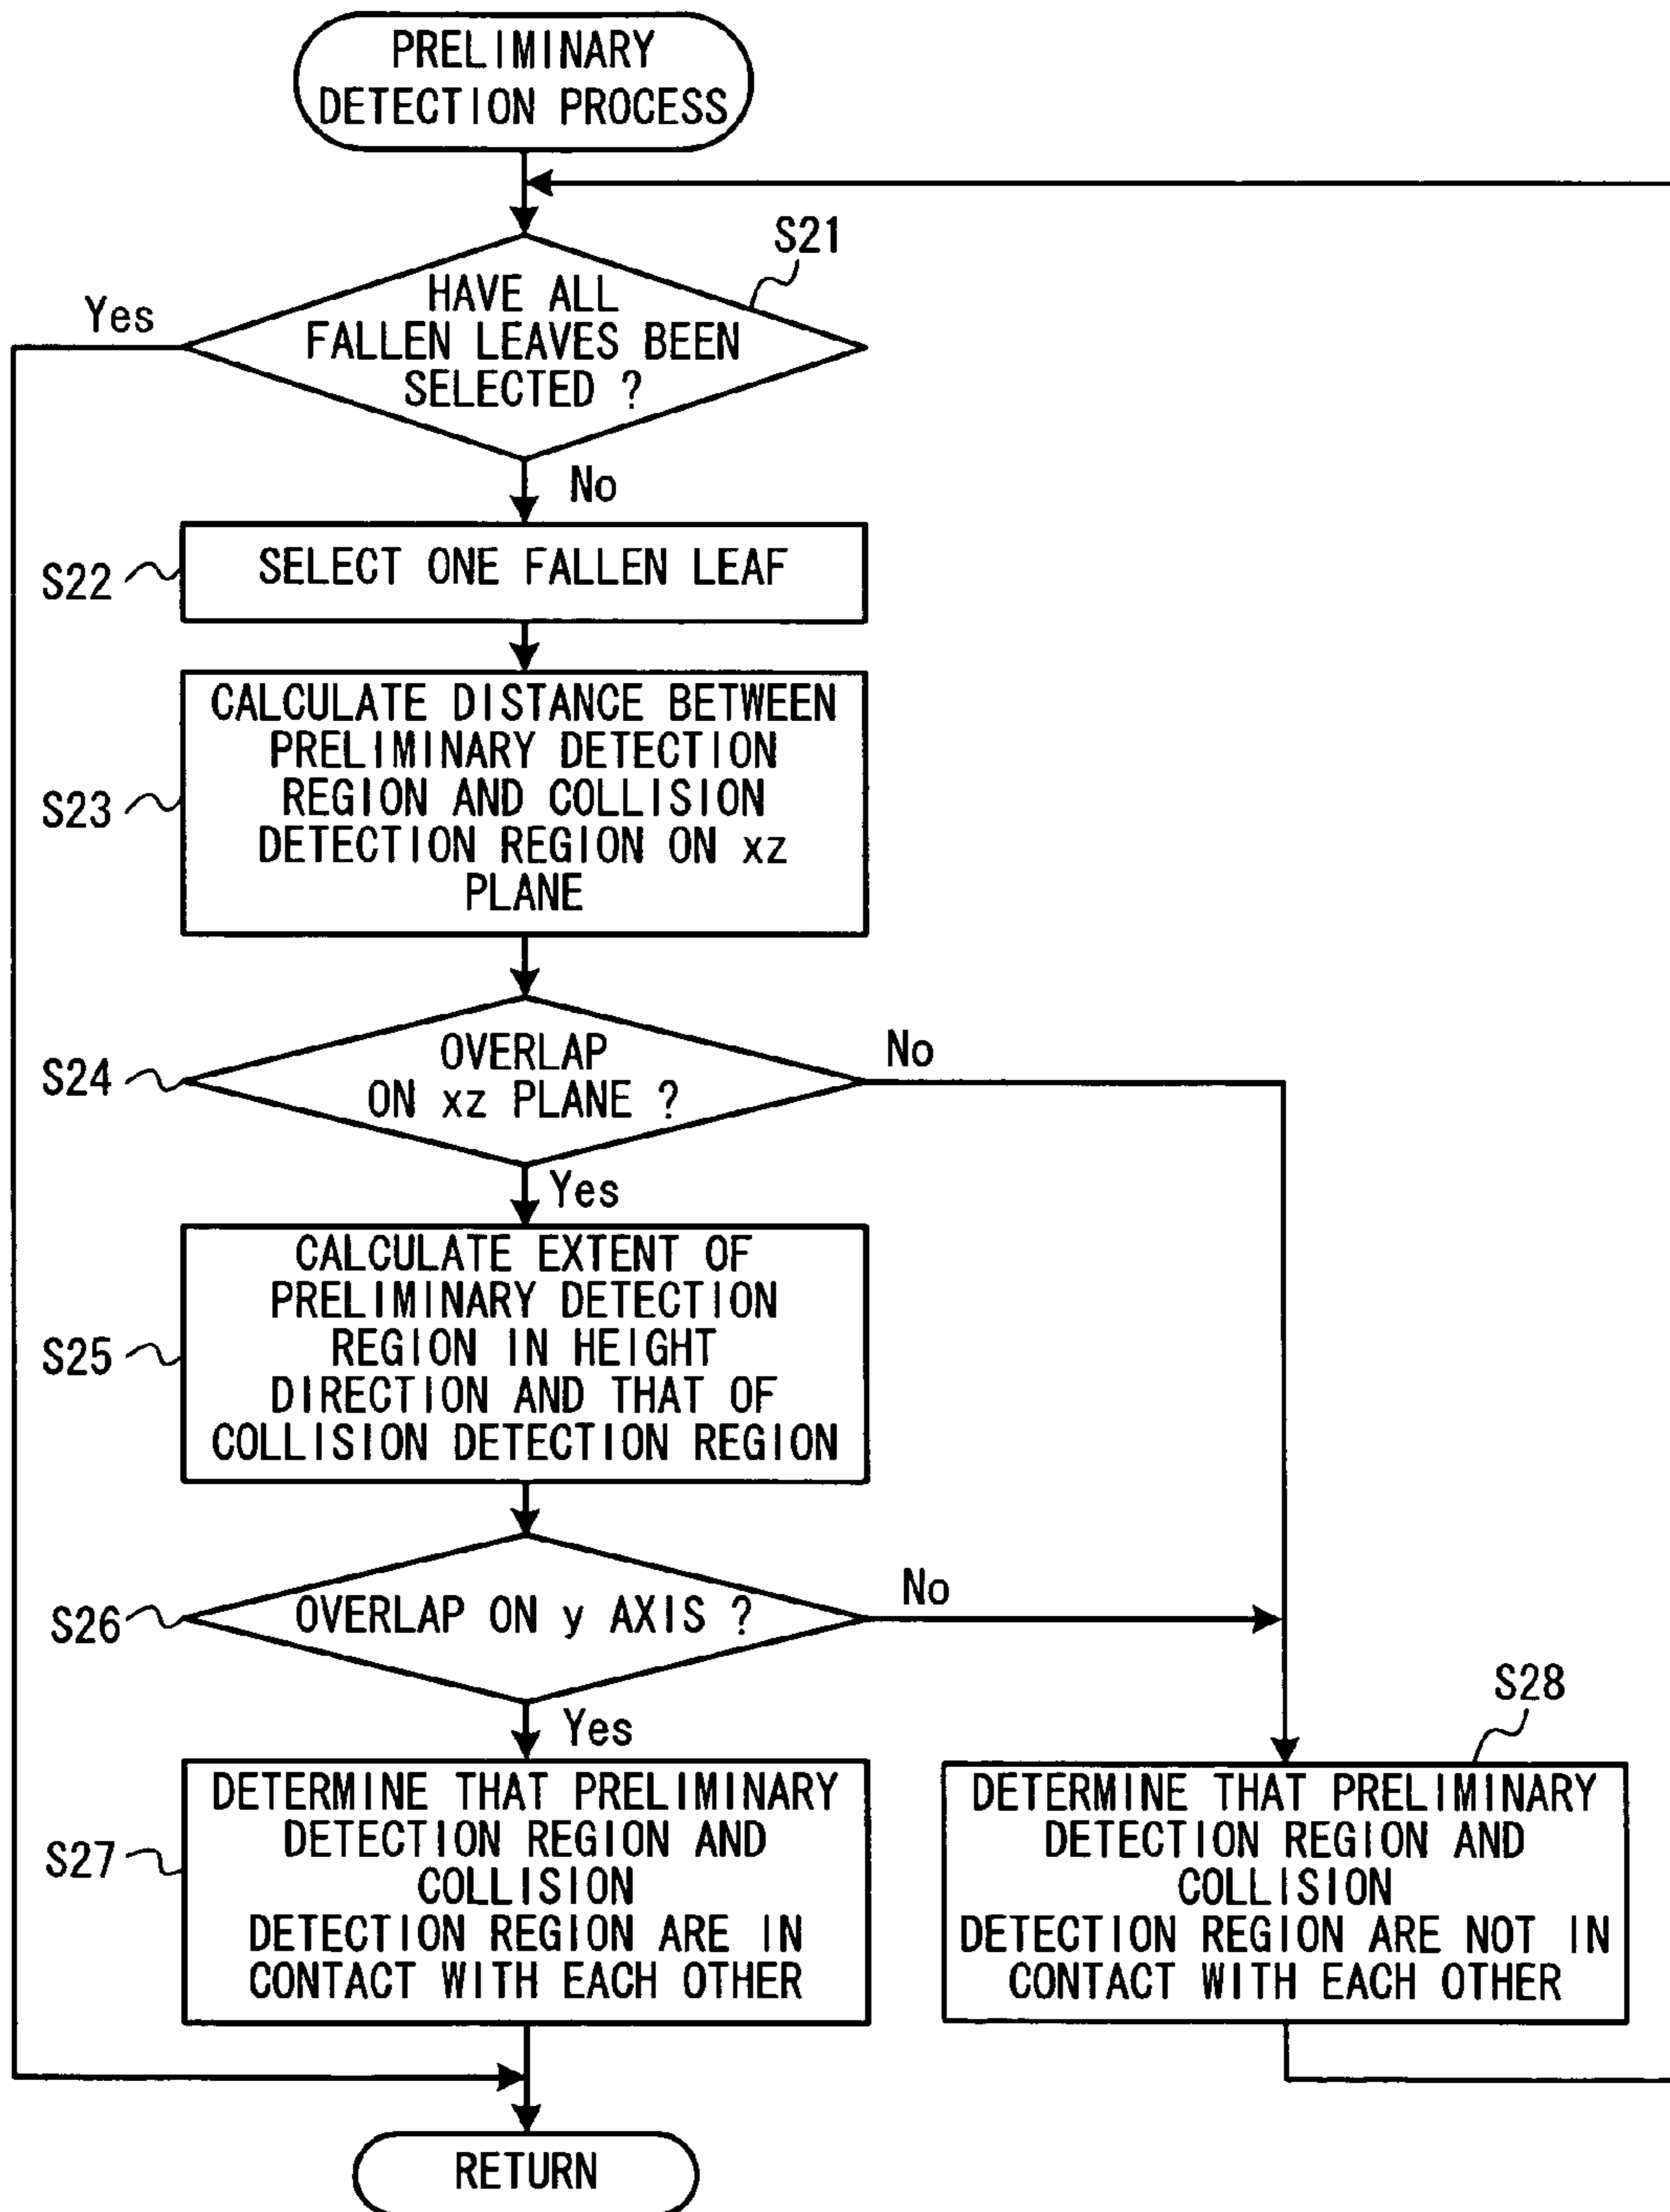 PRELIMINARY
DETECTION PROCESS
S21
HAVE ALL
FALLEN LEAVES BEEN
SELECTED ?
Yes
No
S22
SELECT ONE FALLEN LEAF
S23
CALCULATE DISTANCE BETWEEN
PRELIMINARY DETECTION
REGION AND COLLISION
DETECTION REGION ON xz
PLANE
S24
OVERLAP
ON xz PLANE ?
No
Yes
S25
CALCULATE EXTENT OF
PRELIMINARY DETECTION
REGION IN HEIGHT
DIRECTION AND THAT OF
COLLISION DETECTION REGION
S26
OVERLAP ON y AXIS ?
No
Yes
S27
DETERMINE THAT PRELIMINARY
DETECTION REGION AND
COLLISION
DETECTION REGION ARE IN
CONTACT WITH EACH OTHER
S28
DETERMINE THAT PRELIMINARY
DETECTION REGION AND
COLLISION
DETECTION REGION ARE NOT IN
CONTACT WITH EACH OTHER
RETURN